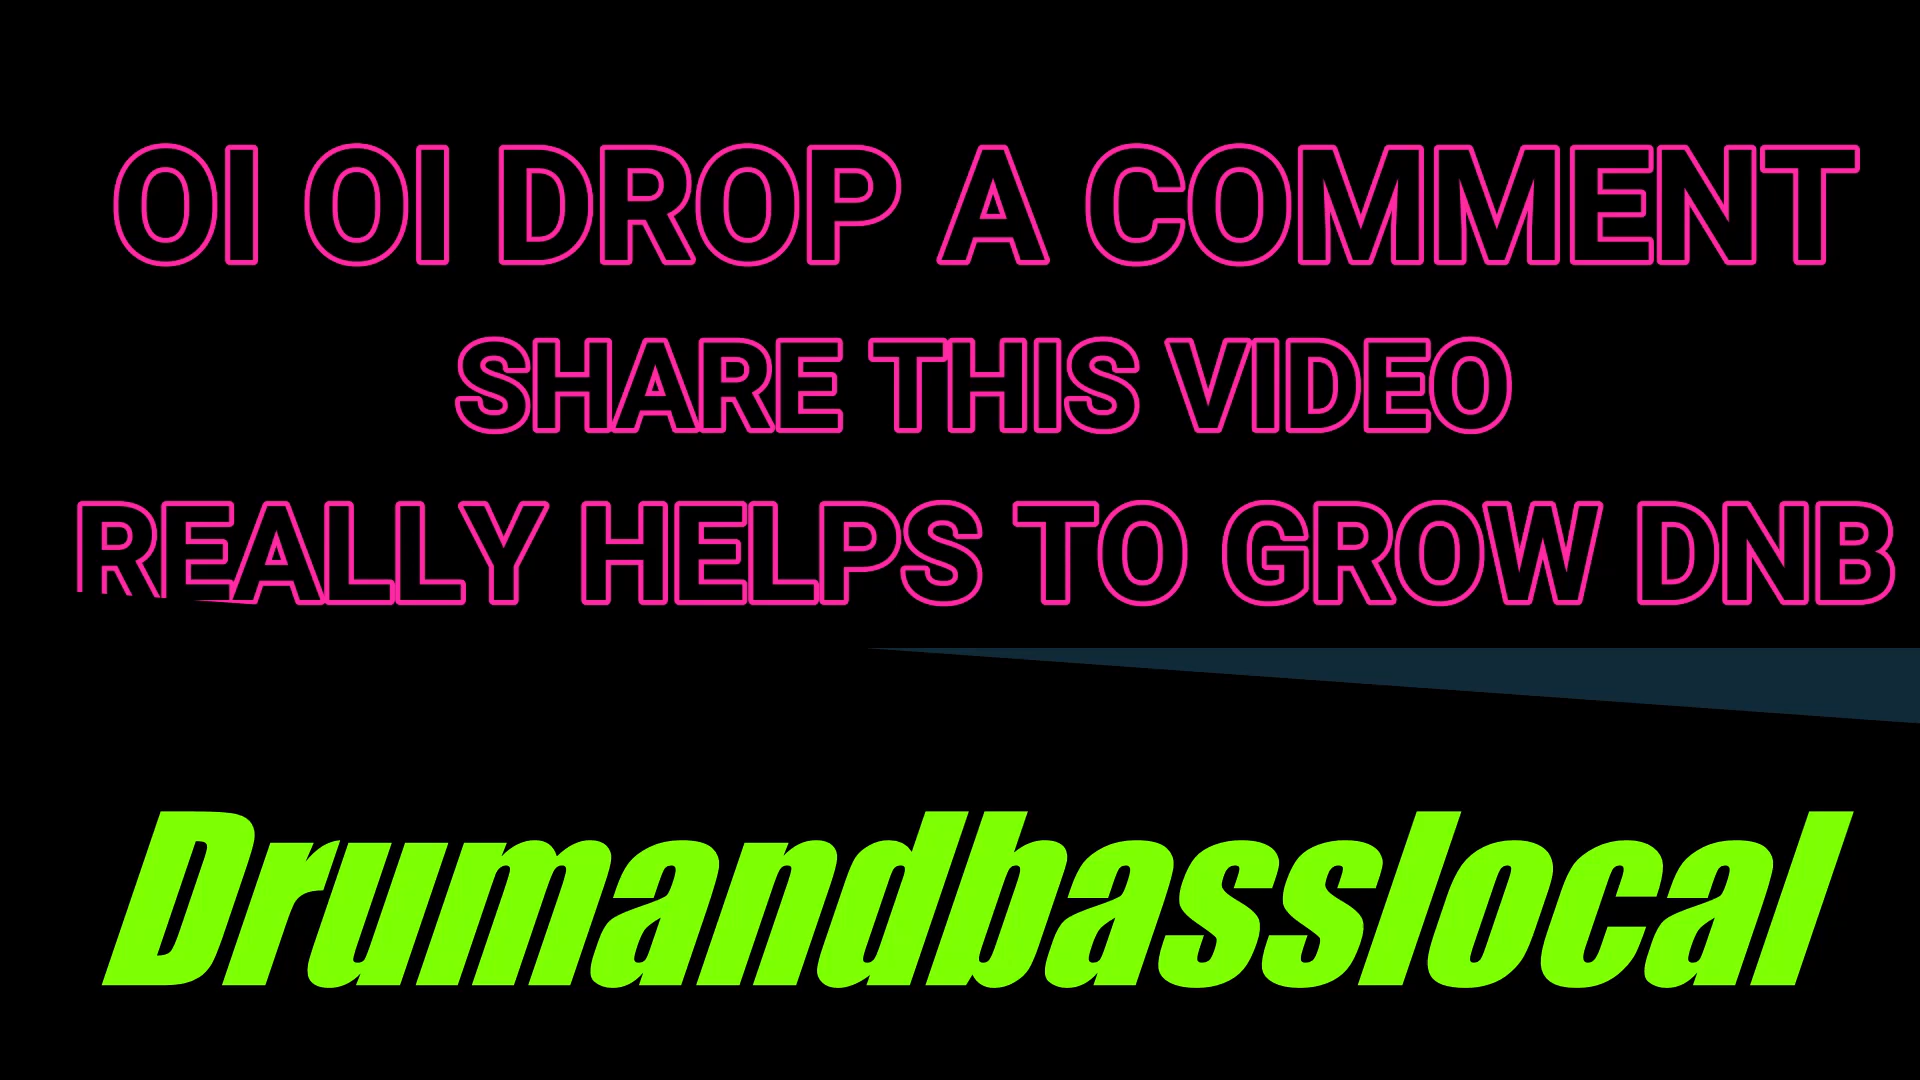 OI OI DROP A COMMENT
SHARE THIS VIDEO
REALLY HELPS TO GROW DNB
Drumandbasslocal